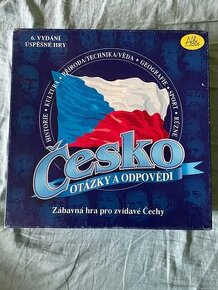 6. VYDÁNÍ
ÚSPĚŠNÉ HRY
Albi
HISTORIE • KULTURA • PŘÍRODA/TECHNIKA/VĚDA • GEOGRAFIE • SPORT • RŮZNÉ
Česko
OTÁZKY A ODPOVĚDI
Zábavná hra pro zvídavé Čechy